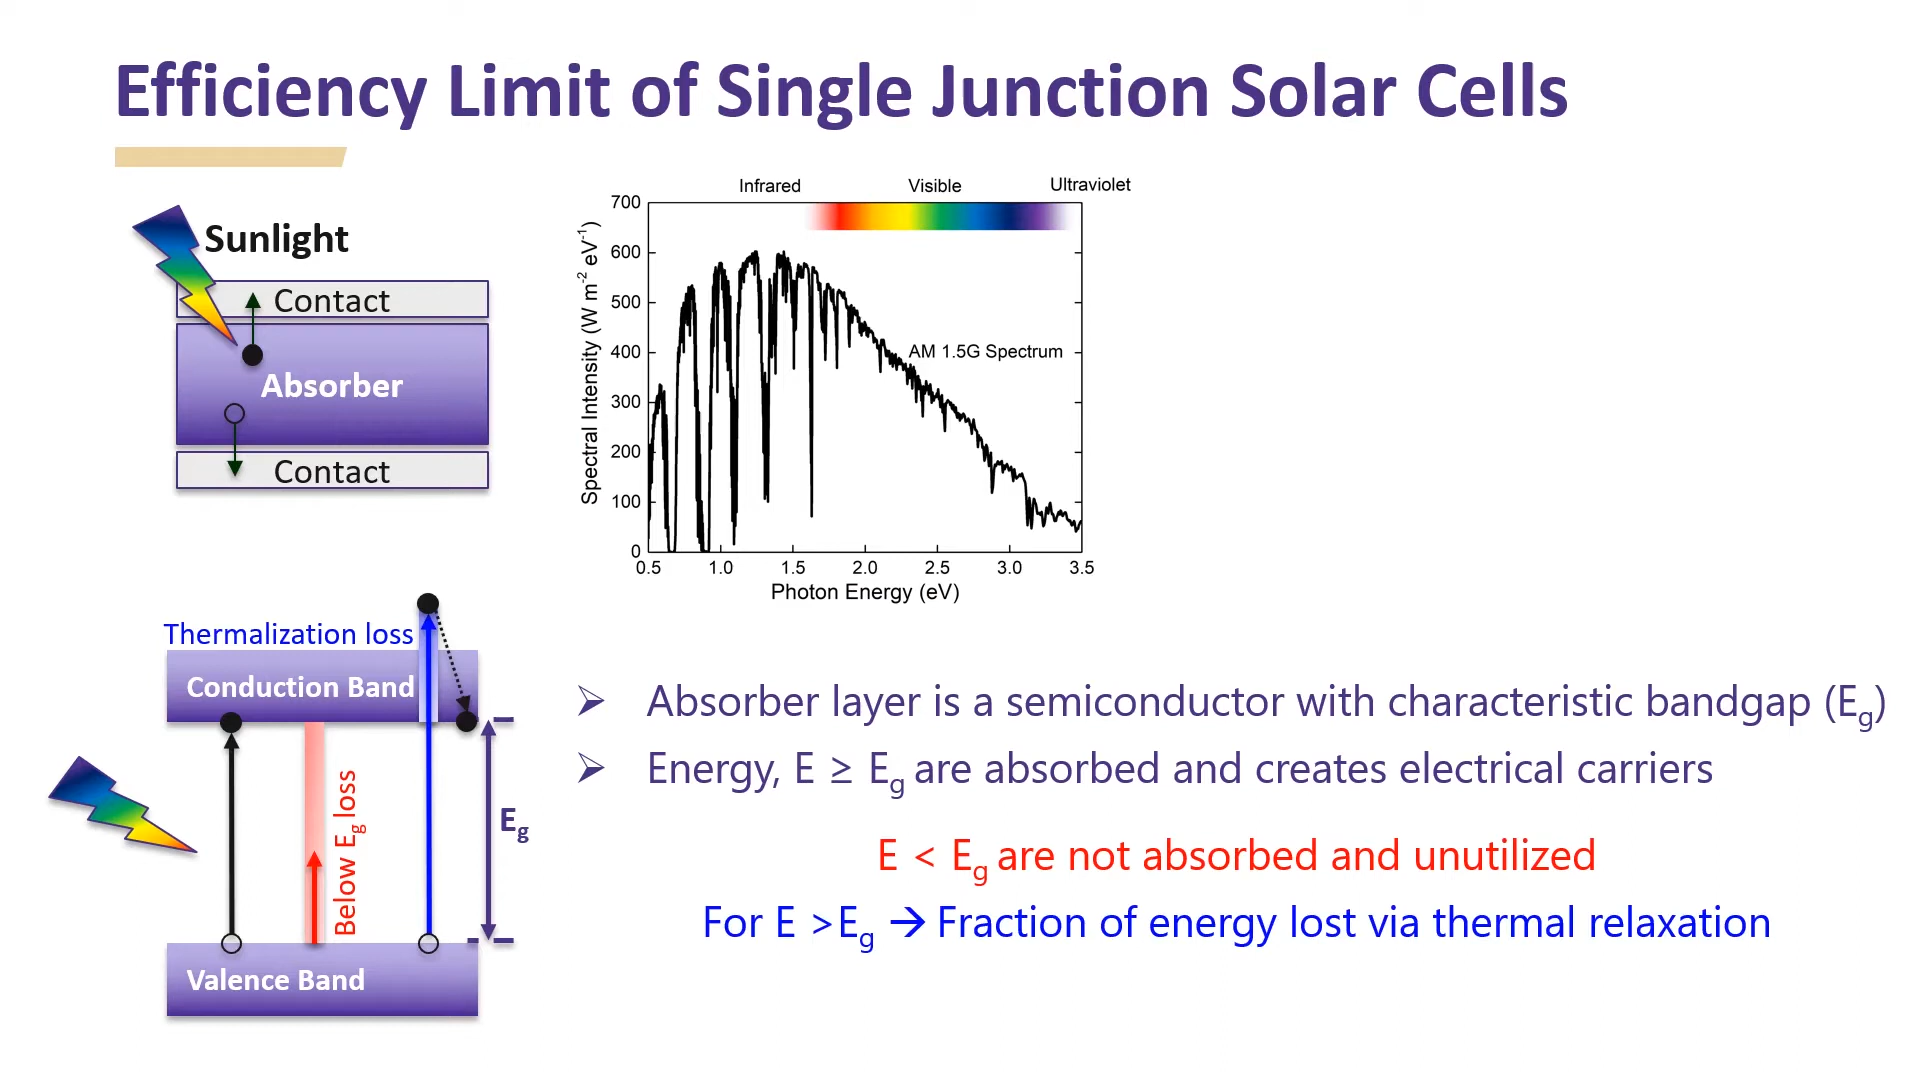 Efficiency Limit of Single Junction Solar Cells
Sunlight
Contact
Absorber
Contact
Infrared Visible Ultraviolet
700
600
500
400
300
200
100
0
Spectral Intensity (W m-2 eV-1)
AM 1.5G Spectrum
0.5 1.0 1.5 2.0 2.5 3.0 3.5
Photon Energy (eV)
Thermalization loss
Conduction Band
Below Eg loss
Eg
Valence Band
➢ Absorber layer is a semiconductor with characteristic bandgap (Eg)
➢ Energy, E ≥ Eg are absorbed and creates electrical carriers
E < Eg are not absorbed and unutilized
For E >Eg → Fraction of energy lost via thermal relaxation